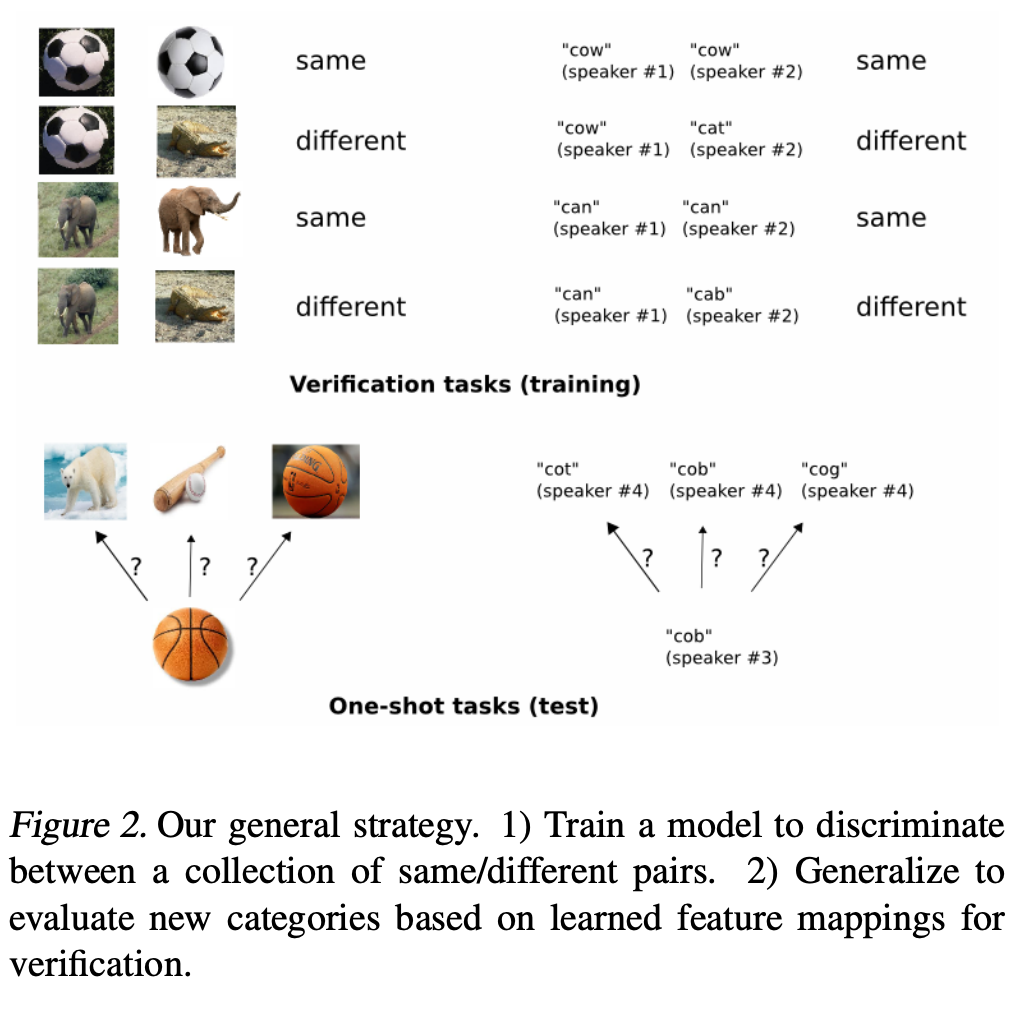 same "cow" "cow" same
(speaker #1) (speaker #2)
different "cow" "cat" different
(speaker #1) (speaker #2)
same "can" "can" same
(speaker #1) (speaker #2)
different "can" "cab" different
(speaker #1) (speaker #2)
Verification tasks (training)
"cot" "cob" "cog"
(speaker #4) (speaker #4) (speaker #4)
? ? ? ? ? ?
"cob"
(speaker #3)
One-shot tasks (test)
Figure 2. Our general strategy. 1) Train a model to discriminate
between a collection of same/different pairs. 2) Generalize to
evaluate new categories based on learned feature mappings for
verification.